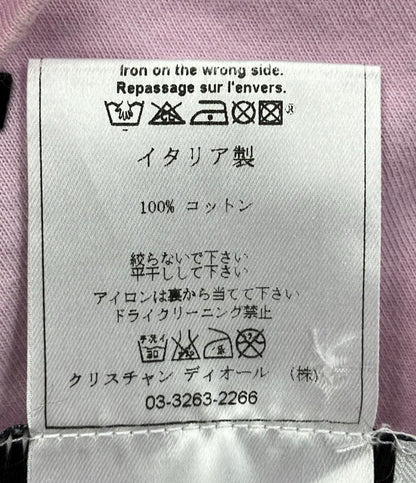 Iron on the wrong side.
Repassage sur l'envers.
イタリア製
100% コットン
絞らないで下さい
平干しして下さい
アイロンは裏から当てて下さい
ドライクリーニング禁止
クリスチャン ディオール (株)
03-3263-2266